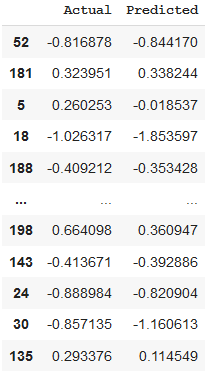 Actual Predicted
52 -0.816878 -0.844170
181 0.323951 0.338244
5 0.260253 -0.018537
18 -1.026317 -1.853597
188 -0.409212 -0.353428
... ... ...
198 0.664098 0.360947
143 -0.413671 -0.392886
24 -0.888984 -0.820904
30 -0.857135 -1.160613
135 0.293376 0.114549